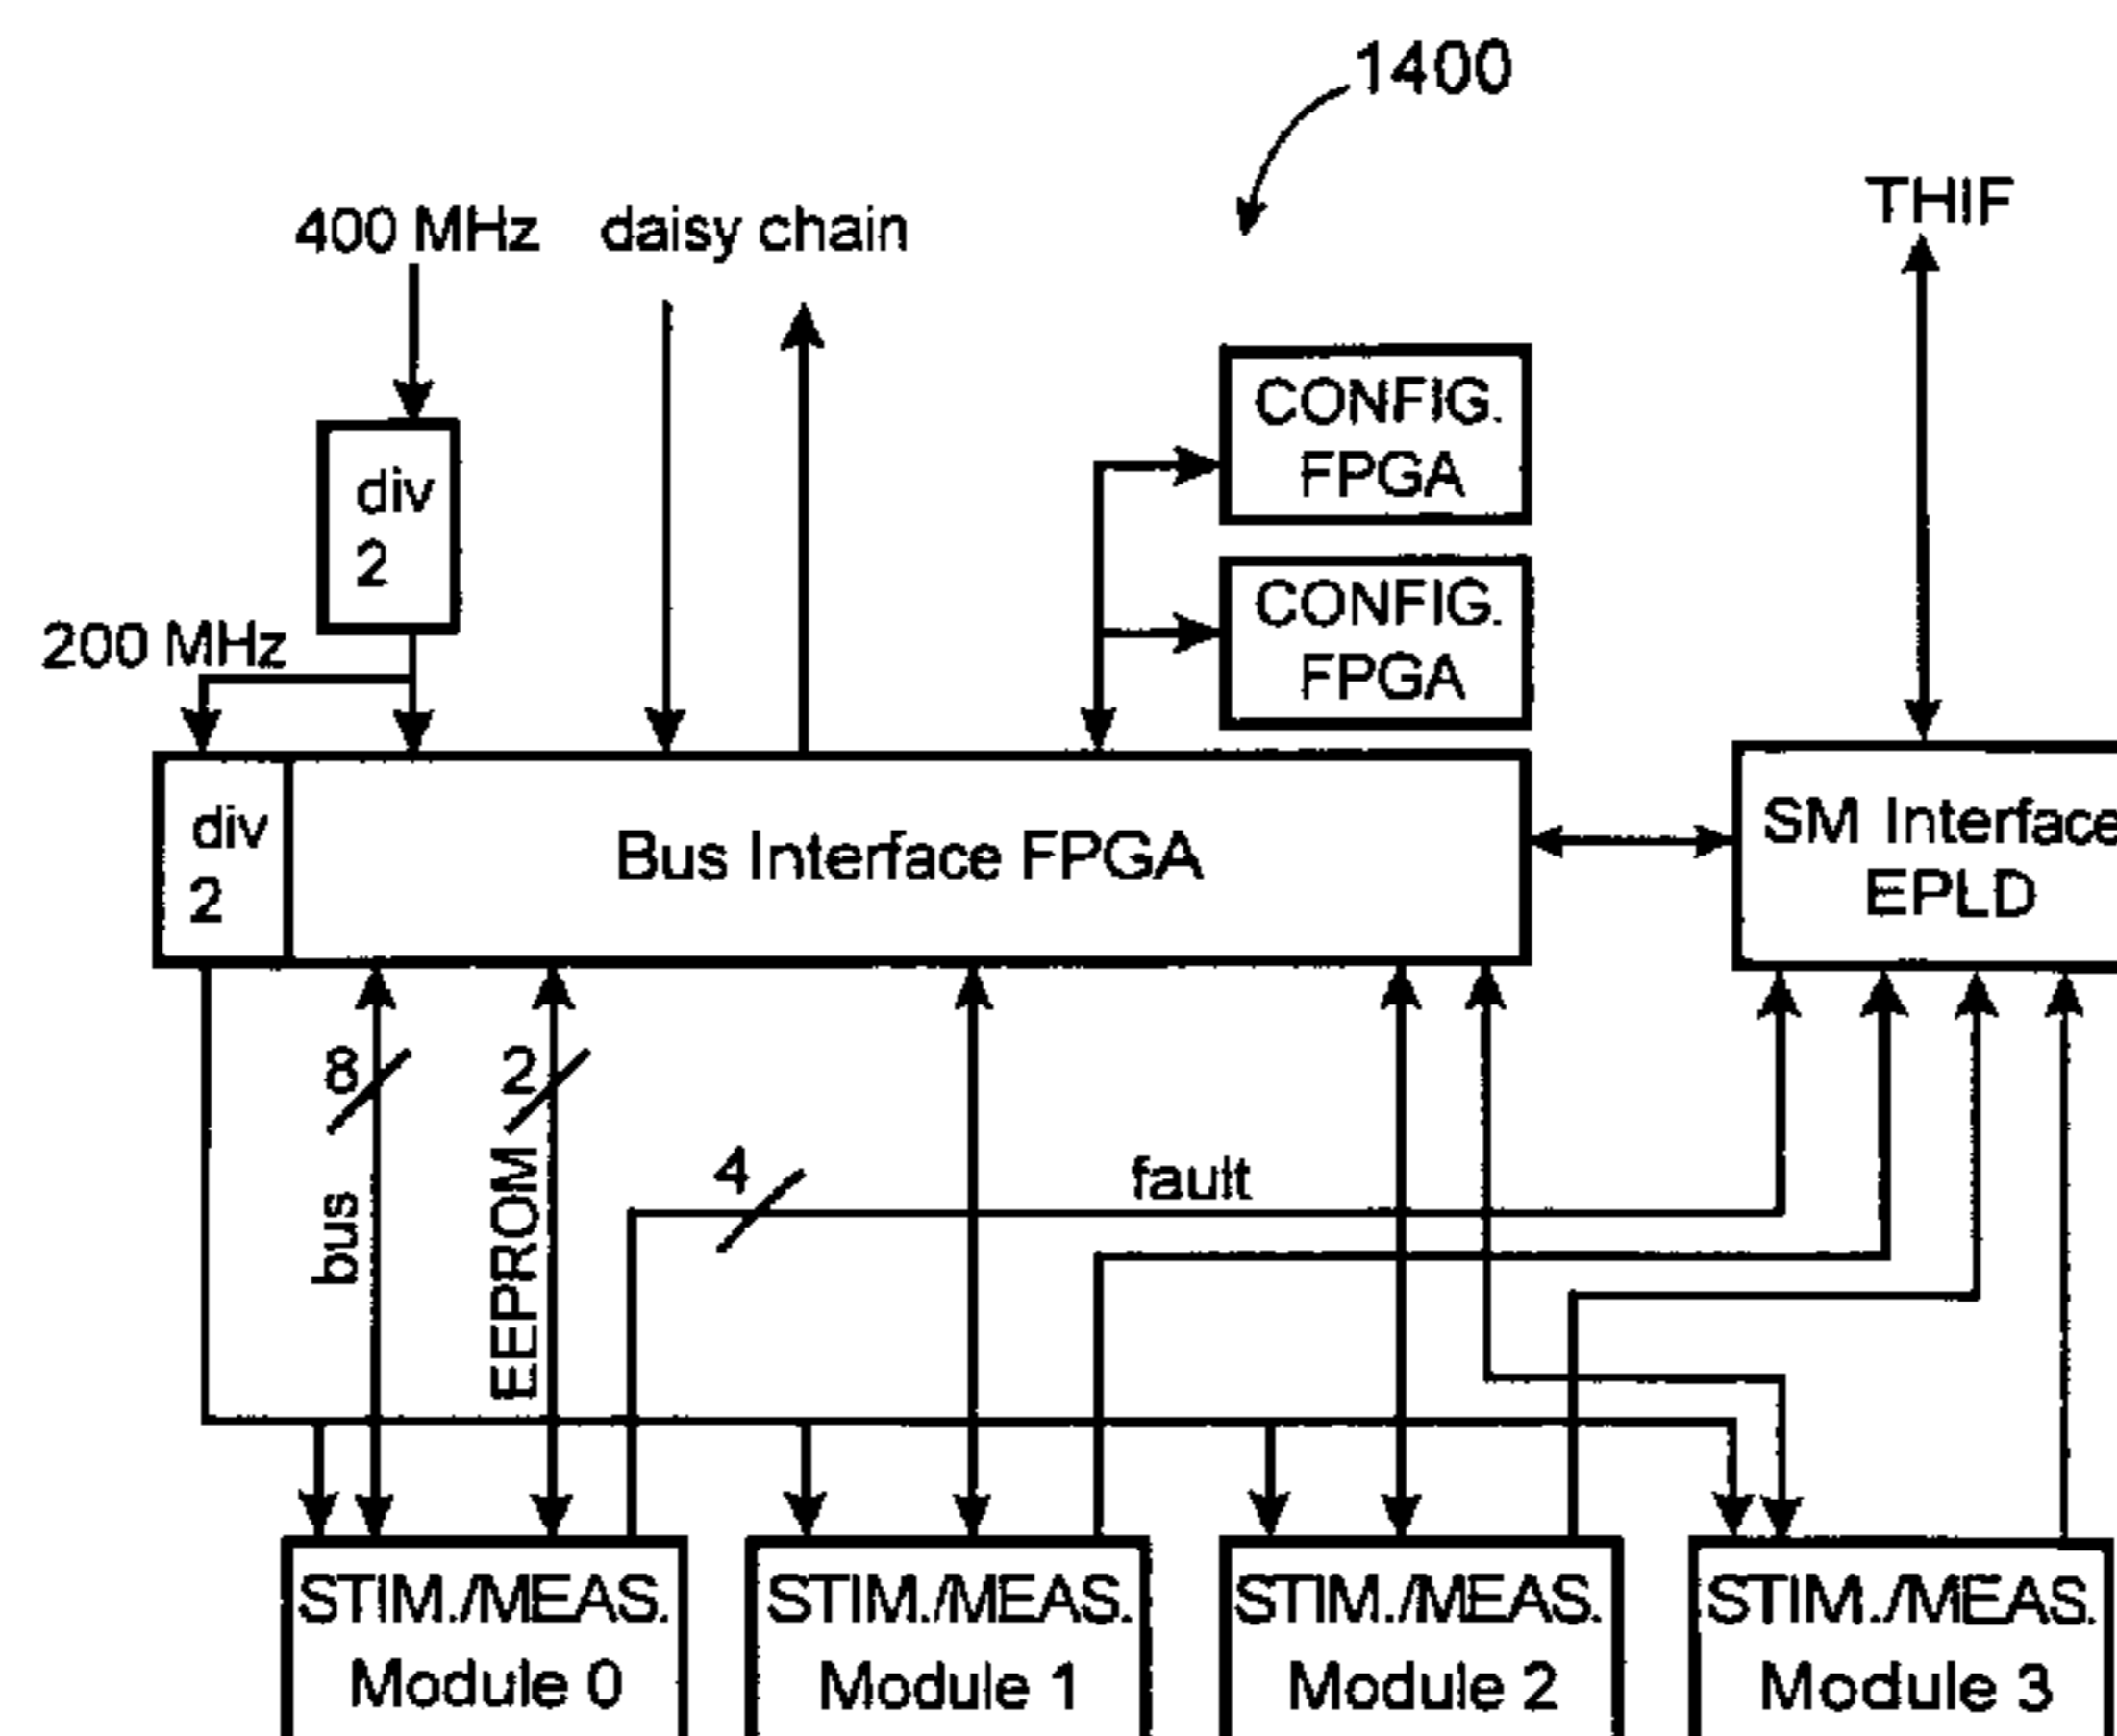 1400
THIF
400 MHz
daisy chain
CONFIG.
FPGA
div
2
CONFIG.
FPGA
200 MHz
div
2
Bus Interface FPGA
SM Interface
EPLD
8
2
4
fault
bus
EEPROM
STIM./MEAS.
Module 0
STIM./MEAS.
Module 1
STIM./MEAS.
Module 2
STIM./MEAS.
Module 3